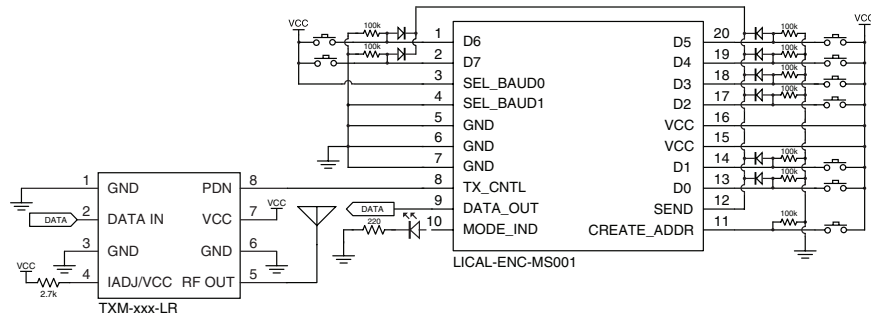 VCC
100k
100k
1 D6
2 D7
3 SEL_BAUD0
4 SEL_BAUD1
5 GND
6 GND
7 GND
8 TX_CNTL
DATA 9 DATA_OUT
220 10 MODE_IND
VCC
100k
20 D5
100k
19 D4
100k
18 D3
100k
17 D2
16 VCC
15 VCC
100k
14 D1
100k
13 D0
12 SEND
100k
11 CREATE_ADDR
LICAL-ENC-MS001
1 GND
DATA 2 DATA IN
3 GND
VCC
2.7k
4 IADJ/VCC
PDN 8
VCC 7 VCC
GND 6
RF OUT 5
TXM-xxx-LR